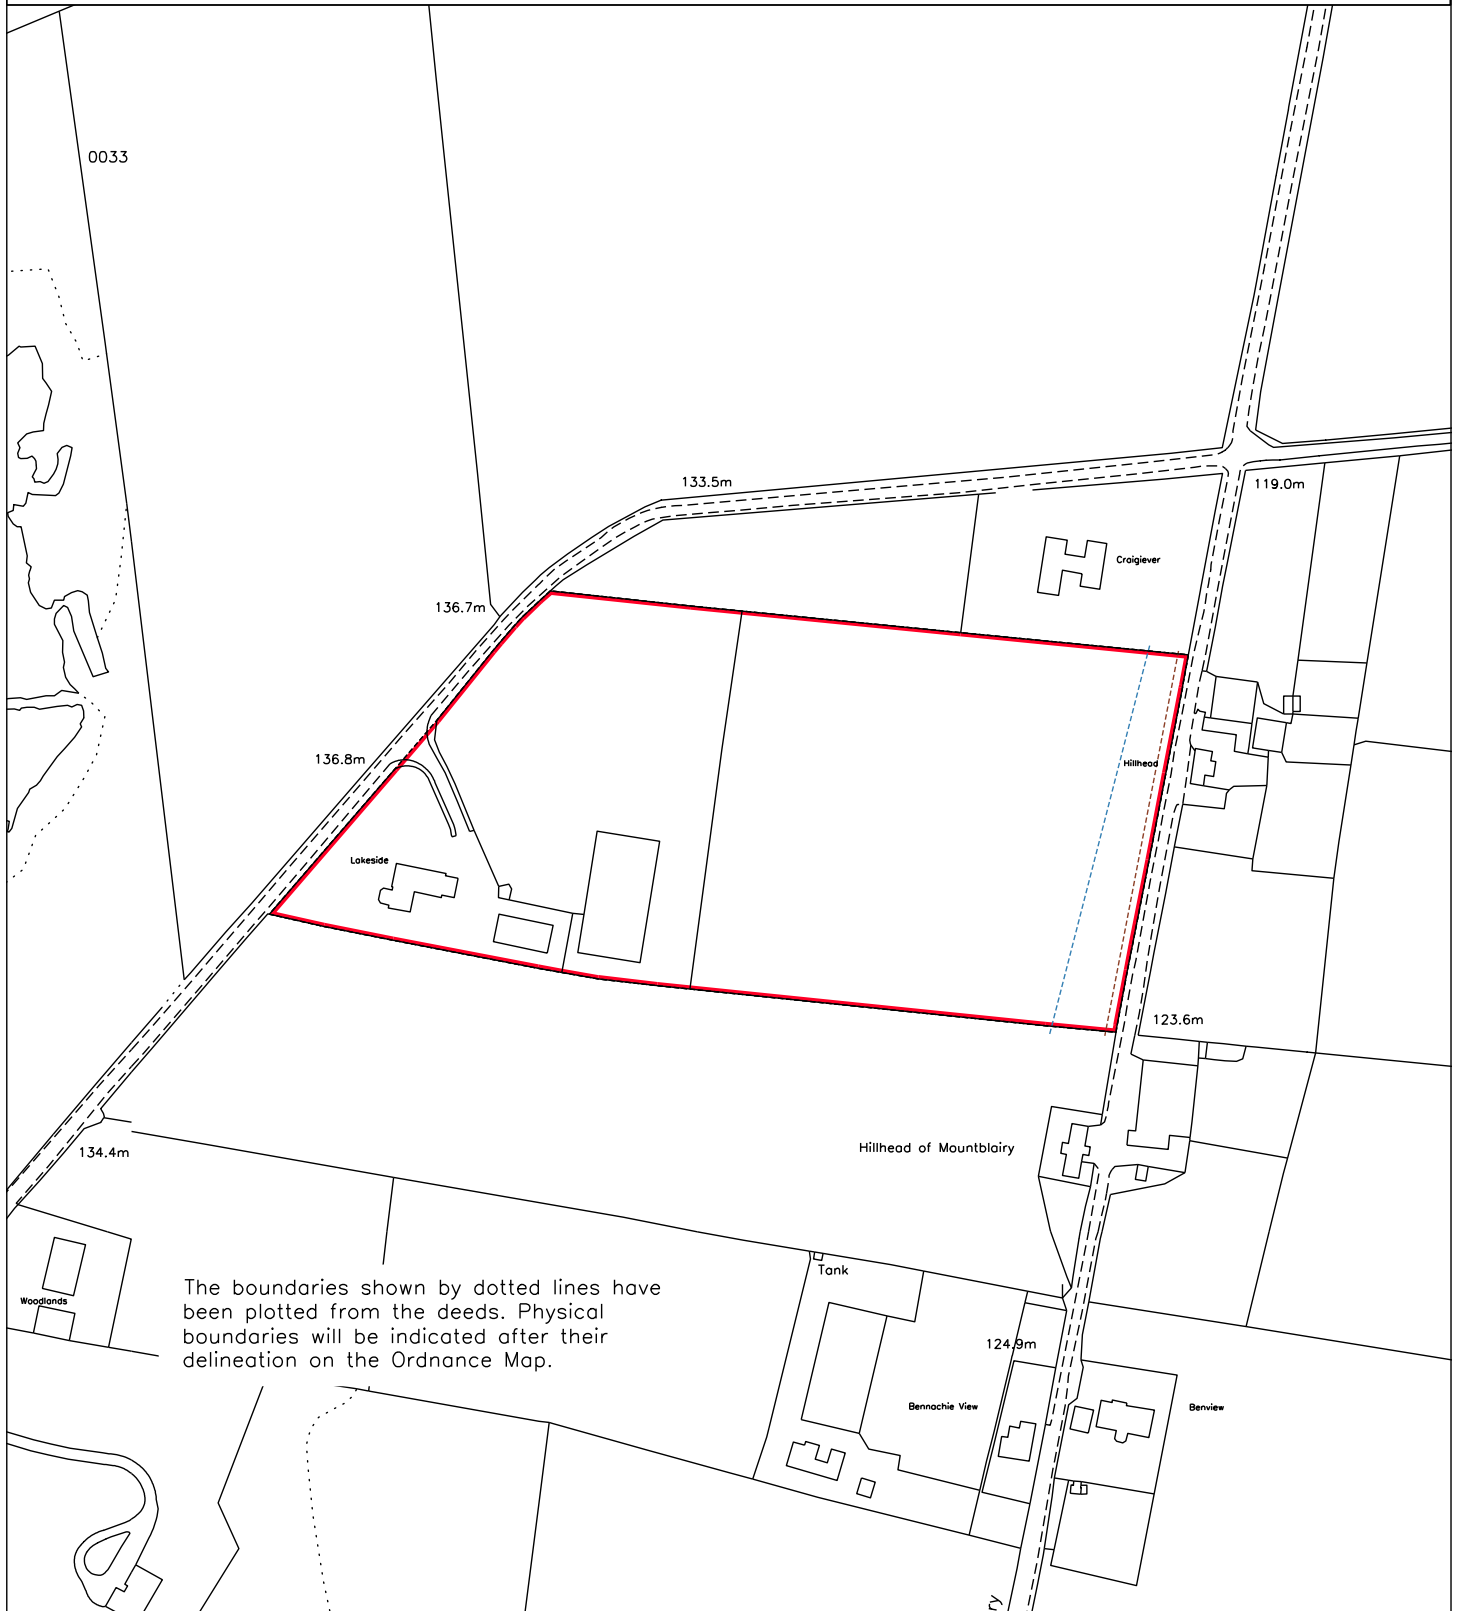 0033
133.5m
119.0m
Craigiever
136.7m
136.8m
Hillhead
Lakeside
123.6m
134.4m
Hillhead of Mountblairy
Tank
Woodlands
The boundaries shown by dotted lines have
been plotted from the deeds. Physical
boundaries will be indicated after their
delineation on the Ordnance Map.
124.9m
Bennachie View
Benview
ry